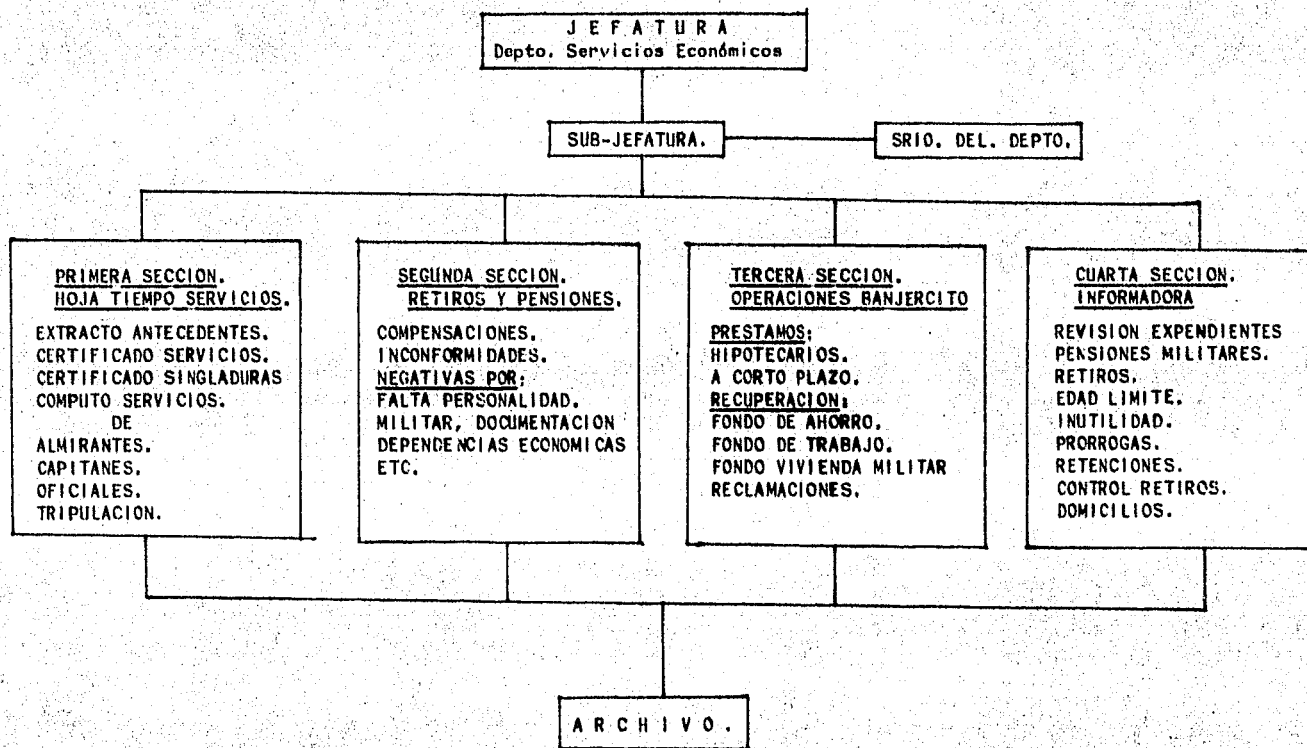 J E F A T U R A
Depto. Servicios Económicos
SUB-JEFATURA.
SRIO. DEL. DEPTO.
PRIMERA SECCION.
HOJA TIEMPO SERVICIOS.
EXTRACTO ANTECEDENTES.
CERTIFICADO SERVICIOS.
CERTIFICADO SINGLADURAS
COMPUTO SERVICIOS.
DE
ALMIRANTES.
CAPITANES.
OFICIALES.
TRIPULACION.
SEGUNDA SECCION.
RETIROS Y PENSIONES.
COMPENSACIONES.
INCONFORMIDADES.
NEGATIVAS POR:
FALTA PERSONALIDAD.
MILITAR, DOCUMENTACION
DEPENDENCIAS ECONOMICAS
ETC.
TERCERA SECCION.
OPERACIONES BANJERCITO
PRESTAMOS:
HIPOTECARIOS.
A CORTO PLAZO.
RECUPERACION:
FONDO DE AHORRO.
FONDO DE TRABAJO.
FONDO VIVIENDA MILITAR
RECLAMACIONES.
CUARTA SECCION.
INFORMADORA
REVISION EXPENDIENTES
PENSIONES MILITARES.
RETIROS.
EDAD LIMITE.
INUTILIDAD.
PRORROGAS.
RETENCIONES.
CONTROL RETIROS.
DOMICILIOS.
A R C H I V O .